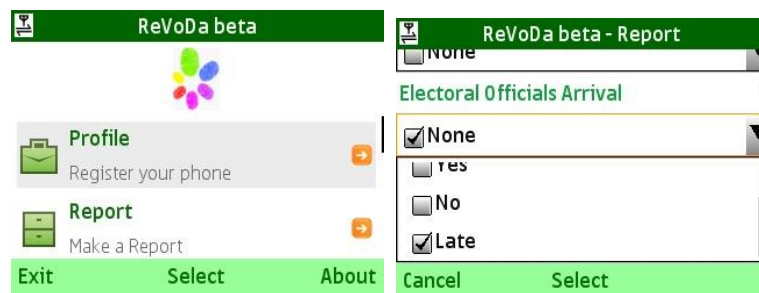 ReVoDa beta
Profile
Register your phone
Report
Make a Report
Exit Select About
ReVoDa beta - Report
None
Electoral Officials Arrival
None
Yes
No
Late
Cancel Select